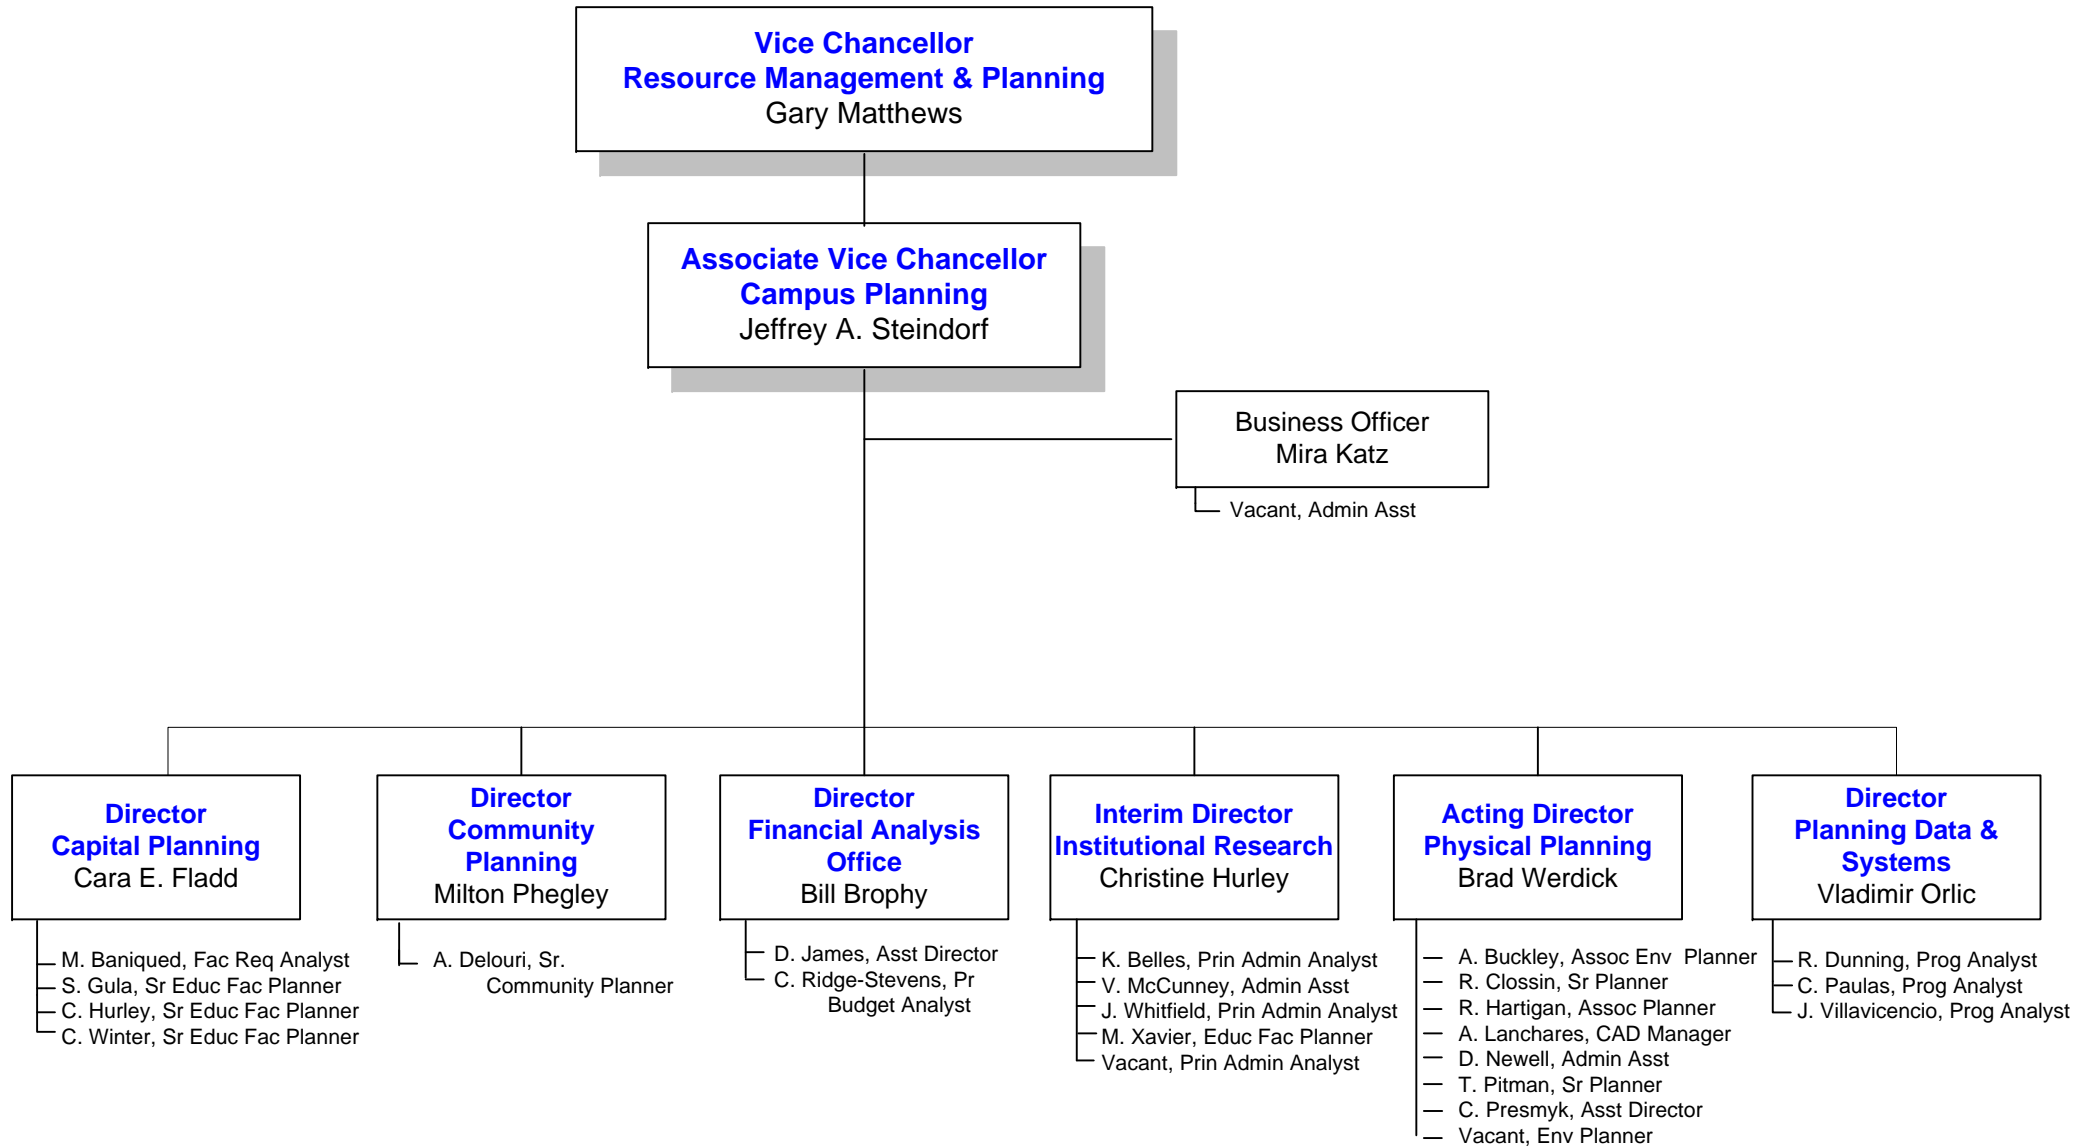 Vice Chancellor
Resource Management & Planning
Gary Matthews
Associate Vice Chancellor
Campus Planning
Jeffrey A. Steindorf
Business Officer
Mira Katz
Vacant, Admin Asst
Director
Capital Planning
Cara E. Fladd
M. Baniqued, Fac Req Analyst
S. Gula, Sr Educ Fac Planner
C. Hurley, Sr Educ Fac Planner
C. Winter, Sr Educ Fac Planner
Director
Community
Planning
Milton Phegley
A. Delouri, Sr.
Community Planner
Director
Financial Analysis
Office
Bill Brophy
D. James, Asst Director
C. Ridge-Stevens, Pr
Budget Analyst
Interim Director
Institutional Research
Christine Hurley
K. Belles, Prin Admin Analyst
V. McCunney, Admin Asst
J. Whitfield, Prin Admin Analyst
M. Xavier, Educ Fac Planner
Vacant, Prin Admin Analyst
Acting Director
Physical Planning
Brad Werdick
A. Buckley, Assoc Env  Planner
R. Clossin, Sr Planner
R. Hartigan, Assoc Planner
A. Lanchares, CAD Manager
D. Newell, Admin Asst
T. Pitman, Sr Planner
C. Presmyk, Asst Director
Vacant, Env Planner
Director
Planning Data &
Systems
Vladimir Orlic
R. Dunning, Prog Analyst
C. Paulas, Prog Analyst
J. Villavicencio, Prog Analyst